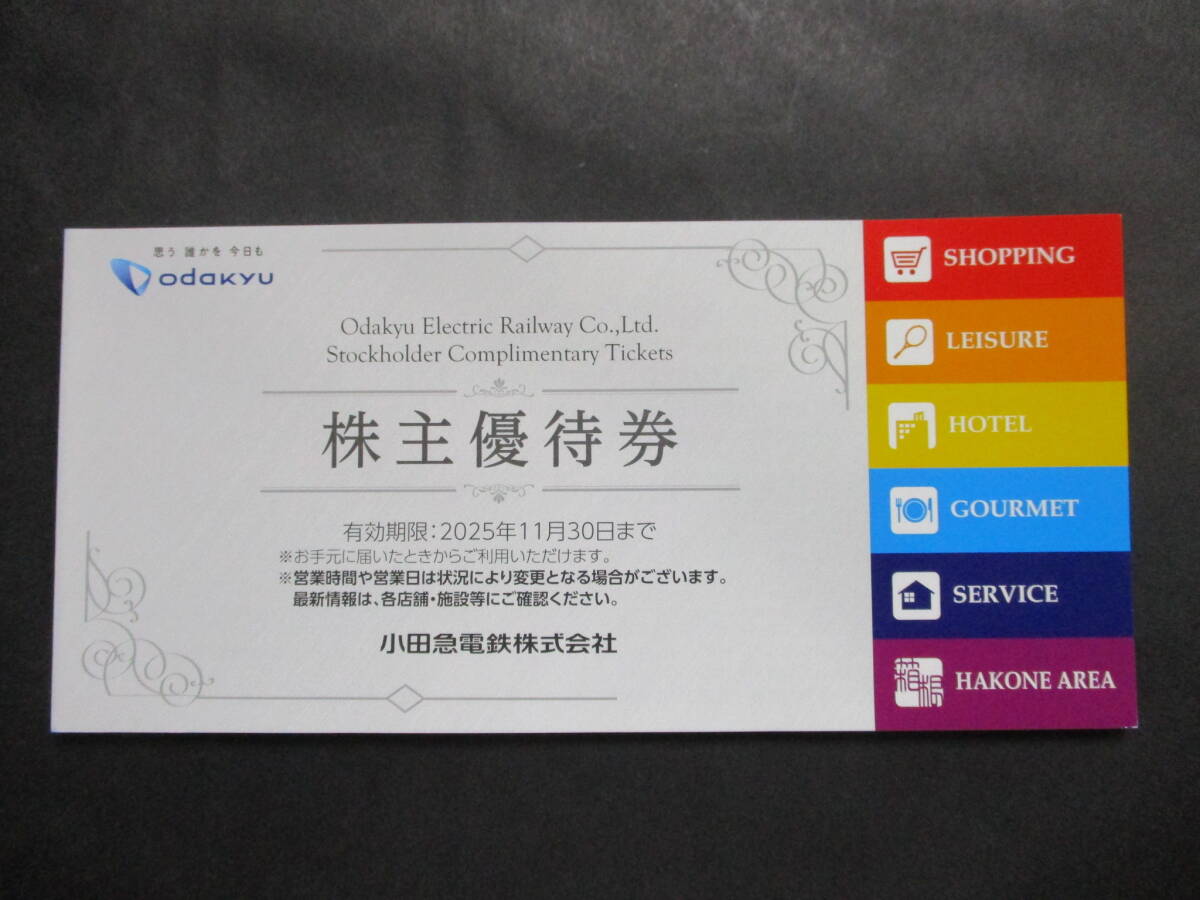 思う 誰かを 今日も
odakyu
Odakyu Electric Railway Co.,Ltd.
Stockholder Complimentary Tickets
株主優待券
有効期限:2025年11月30日まで
※お手元に届いたときからご利用いただけます。
※営業時間や営業日は状況により変更となる場合がございます。
最新情報は、各店舗・施設等にご確認ください。
小田急電鉄株式会社
SHOPPING
LEISURE
HOTEL
GOURMET
SERVICE
箱根
HAKONE AREA